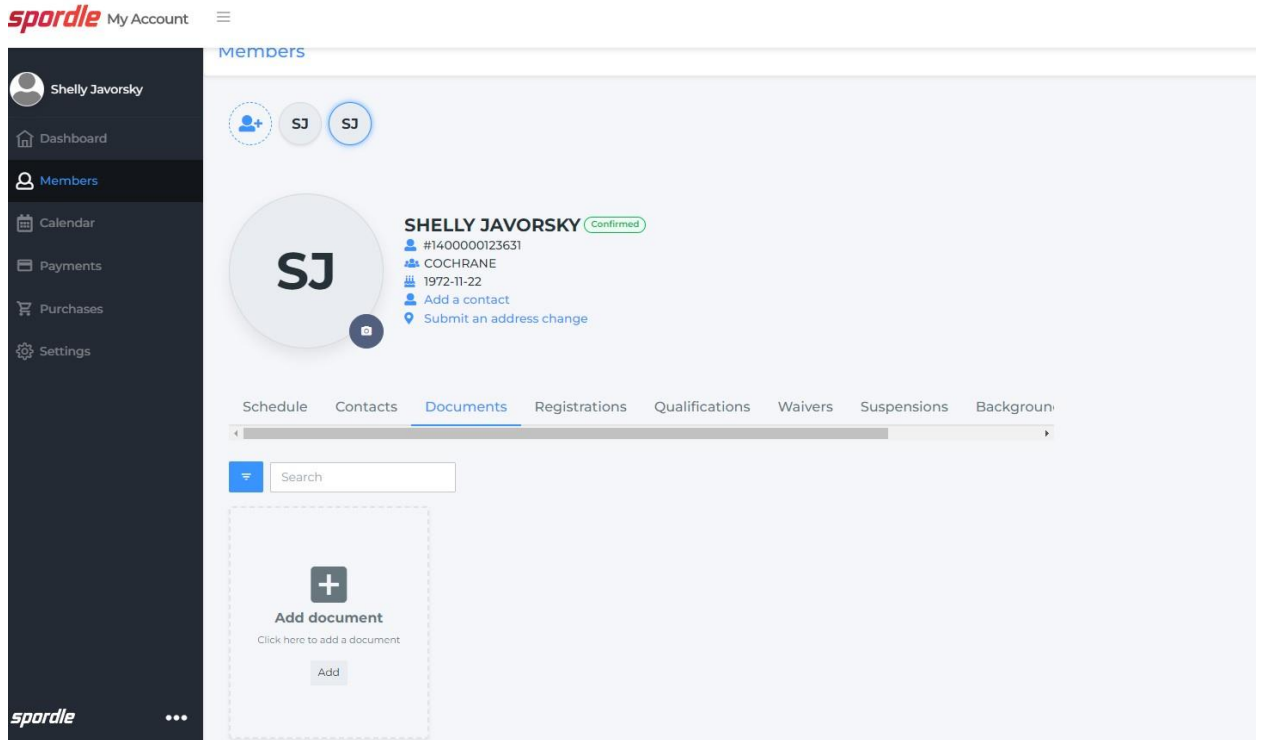 spordle My Account
Members
Shelly Javorsky
Dashboard
Members
Calendar
Payments
Purchases
Settings
SJ
SJ
SJ
SHELLY JAVORSKY Confirmed
#1400000123631
COCHRANE
1972-11-22
Add a contact
Submit an address change
Schedule Contacts Documents Registrations Qualifications Waivers Suspensions Backgroun
Search
Add document
Click here to add a document
Add
spordle